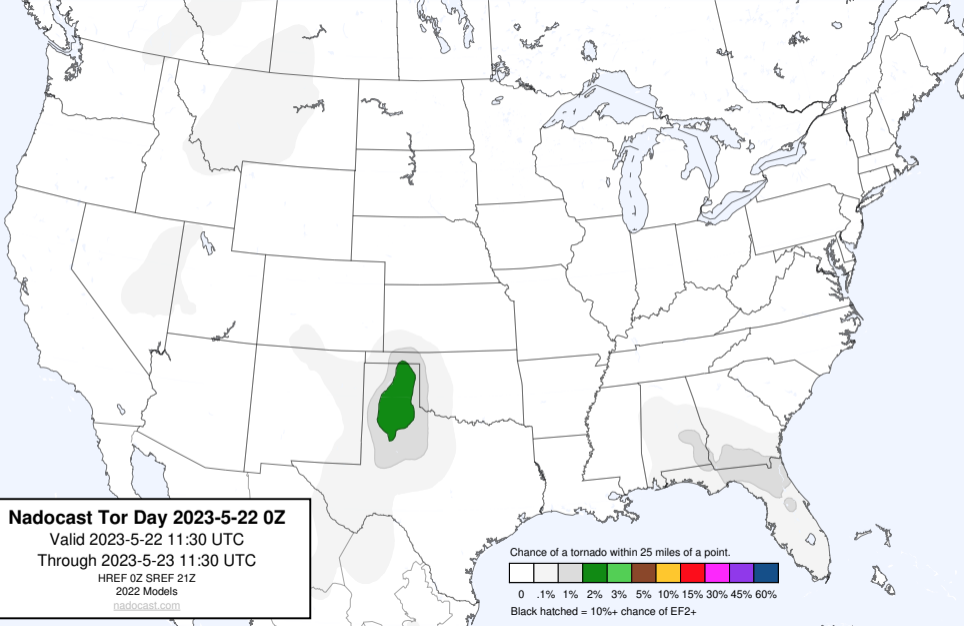 Nadocast Tor Day 2023-5-22 0Z
Valid 2023-5-22 11:30 UTC
Through 2023-5-23 11:30 UTC
HREF 0Z SREF 21Z
2022 Models
nadocast.com
Chance of a tornado within 25 miles of a point.
0 .1% 1% 2% 3% 5% 10% 15% 30% 45% 60%
Black hatched = 10%+ chance of EF2+